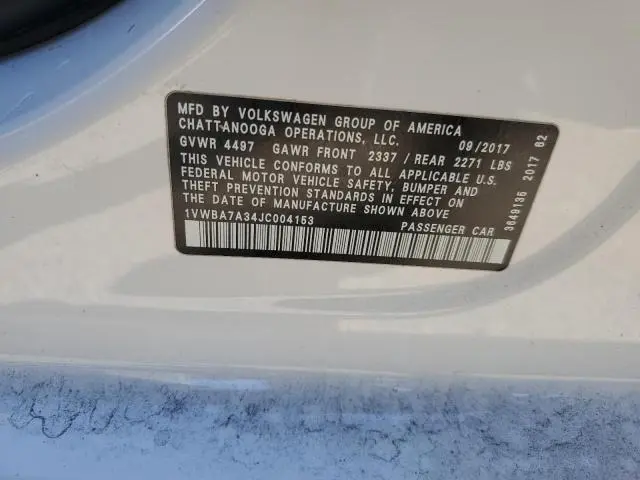 MFD BY VOLKSWAGEN GROUP OF AMERICA
CHATTANOOGA OPERATIONS, LLC. 09/2017
GVWR 4497 GAWR FRONT 2337 / REAR 2271 LBS
THIS VEHICLE CONFORMS TO ALL APPLICABLE U.S.
FEDERAL MOTOR VEHICLE SAFETY, BUMPER AND
THEFT PREVENTION STANDARDS IN EFFECT ON
THE DATE OF MANUFACTURE SHOWN ABOVE
1VWBA7A34JC004153 PASSENGER CAR
3649135 2017 62